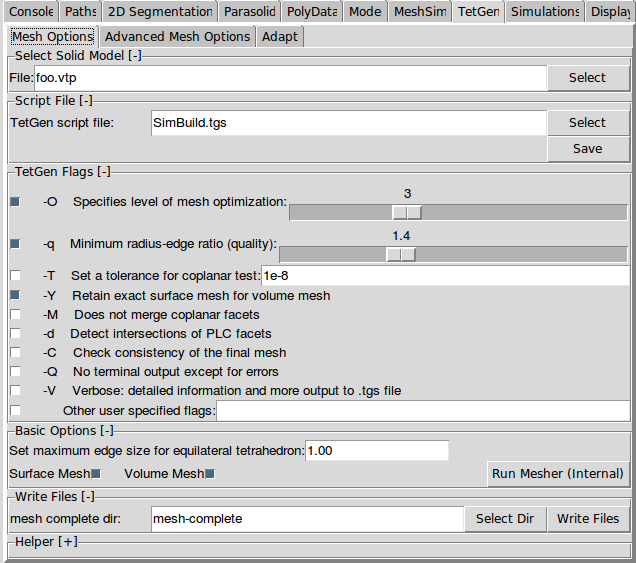 Console Paths 2D Segmentation Parasolid PolyData Mode MeshSim TetGen Simulations Display
Mesh Options Advanced Mesh Options Adapt
Select Solid Model [-]
File: foo.vtp Select
Script File [-]
TetGen script file: SimBuild.tgs Select
Save
TetGen Flags [-]
3
-O Specifies level of mesh optimization:
1.4
-q Minimum radius-edge ratio (quality):
-T Set a tolerance for coplanar test: 1e-8
-Y Retain exact surface mesh for volume mesh
-M Does not merge coplanar facets
-d Detect intersections of PLC facets
-C Check consistency of the final mesh
-Q No terminal output except for errors
-V Verbose: detailed information and more output to .tgs file
Other user specified flags:
Basic Options [-]
Set maximum edge size for equilateral tetrahedron: 1.00
Surface Mesh Volume Mesh Run Mesher (Internal)
Write Files [-]
mesh complete dir: mesh-complete Select Dir Write Files
Helper [+]